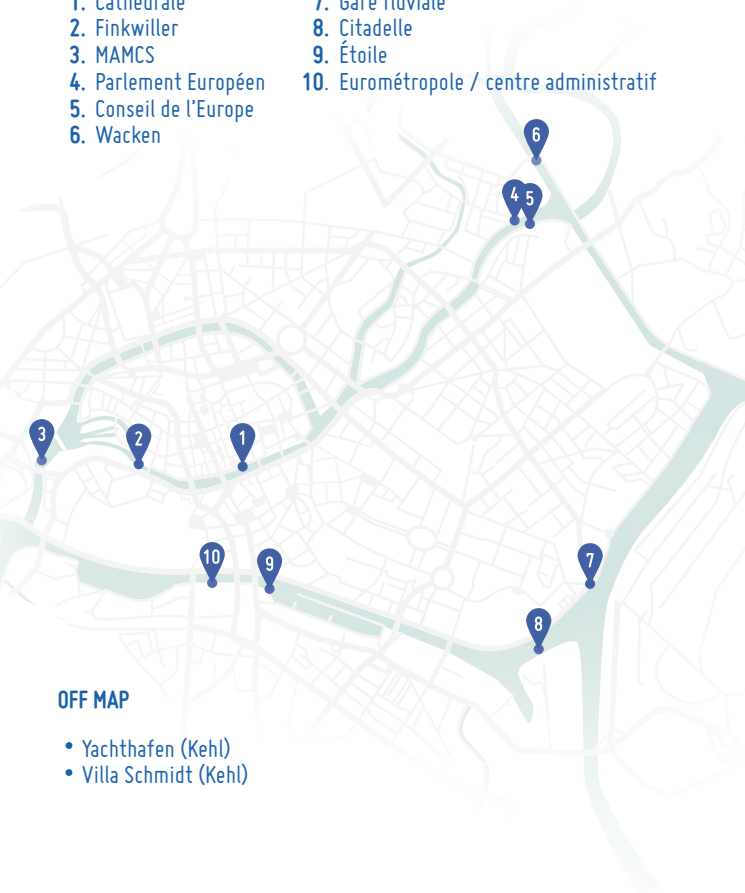 1. Cathédrale
2. Finkwiller
3. MAMCS
4. Parlement Européen
5. Conseil de l'Europe
6. Wacken
7. Gare fluviale
8. Citadelle
9. Étoile
10. Eurométropole / centre administratif
6
4 5
3
2
1
10
9
7
8
OFF MAP
• Yachthafen (Kehl)
• Villa Schmidt (Kehl)